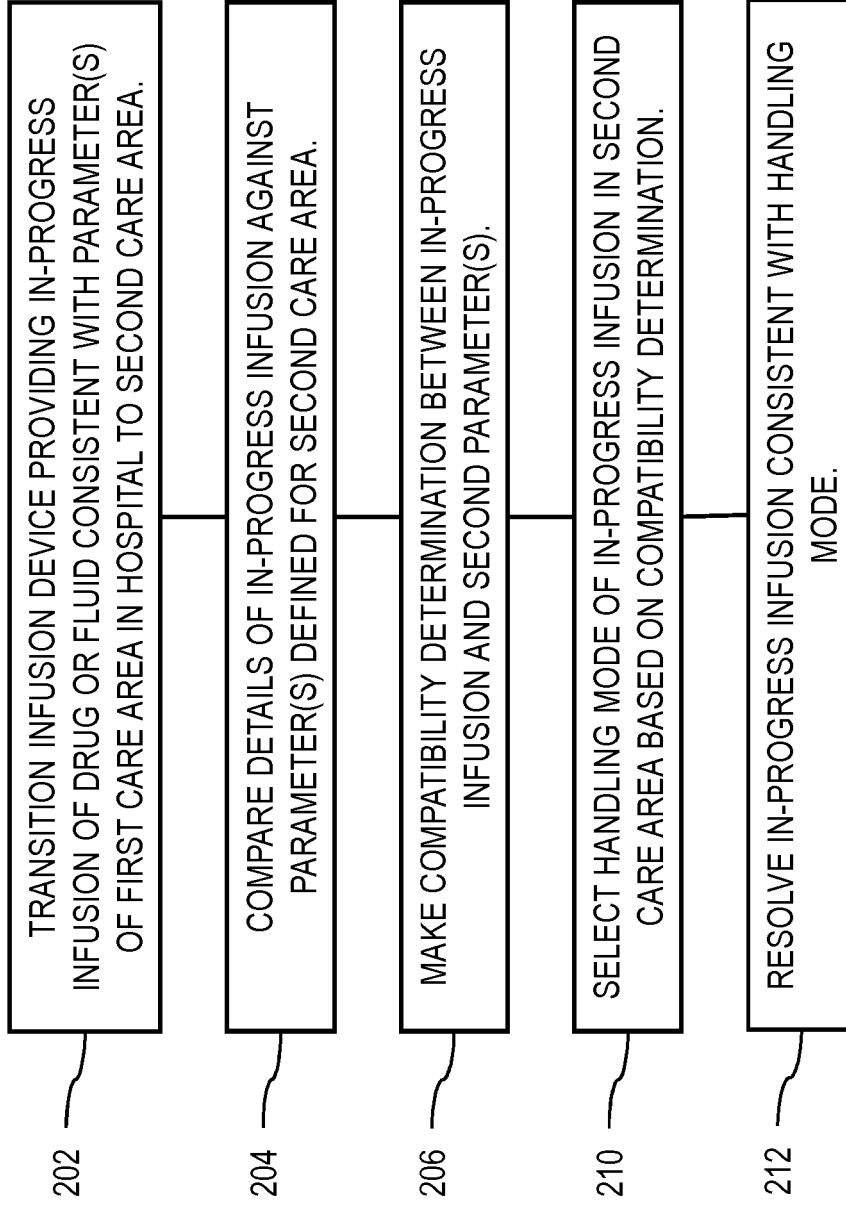 202
TRANSITION INFUSION DEVICE PROVIDING IN-PROGRESS
INFUSION OF DRUG OR FLUID CONSISTENT WITH PARAMETER(S)
OF FIRST CARE AREA IN HOSPITAL TO SECOND CARE AREA.
204
COMPARE DETAILS OF IN-PROGRESS INFUSION AGAINST
PARAMETER(S) DEFINED FOR SECOND CARE AREA.
206
MAKE COMPATIBILITY DETERMINATION BETWEEN IN-PROGRESS
INFUSION AND SECOND PARAMETER(S).
210
SELECT HANDLING MODE OF IN-PROGRESS INFUSION IN SECOND
CARE AREA BASED ON COMPATIBILITY DETERMINATION.
212
RESOLVE IN-PROGRESS INFUSION CONSISTENT WITH HANDLING
MODE.